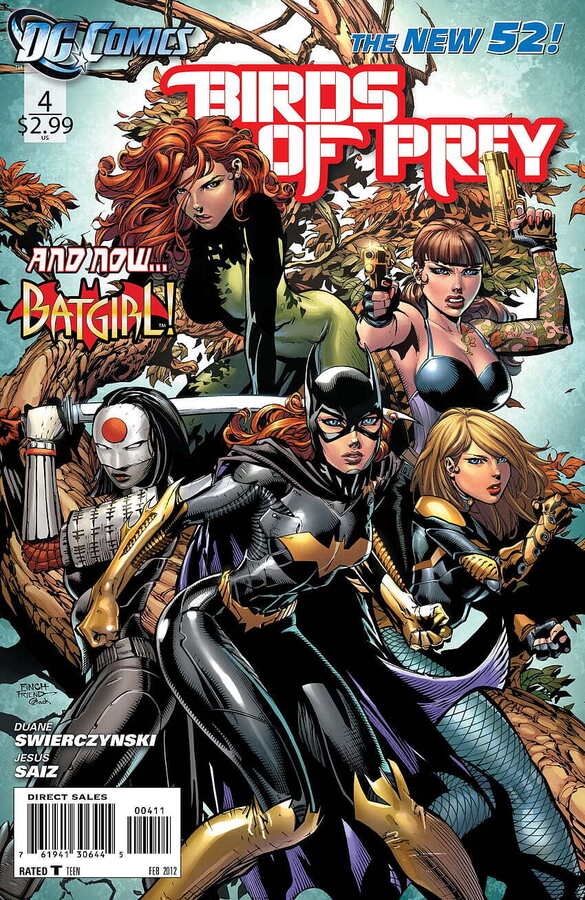 DC COMICS
THE NEW 52!
4
$2.99
US
BIRDS
OF PREY
AND NOW...
BATGIRL!
TM
FINCH
FRIEND
DUANE
SWIERCZYNSKI
JESUS
SAIZ
DIRECT SALES
00411
7 61941 30644 5
RATED T TEEN FEB 2012